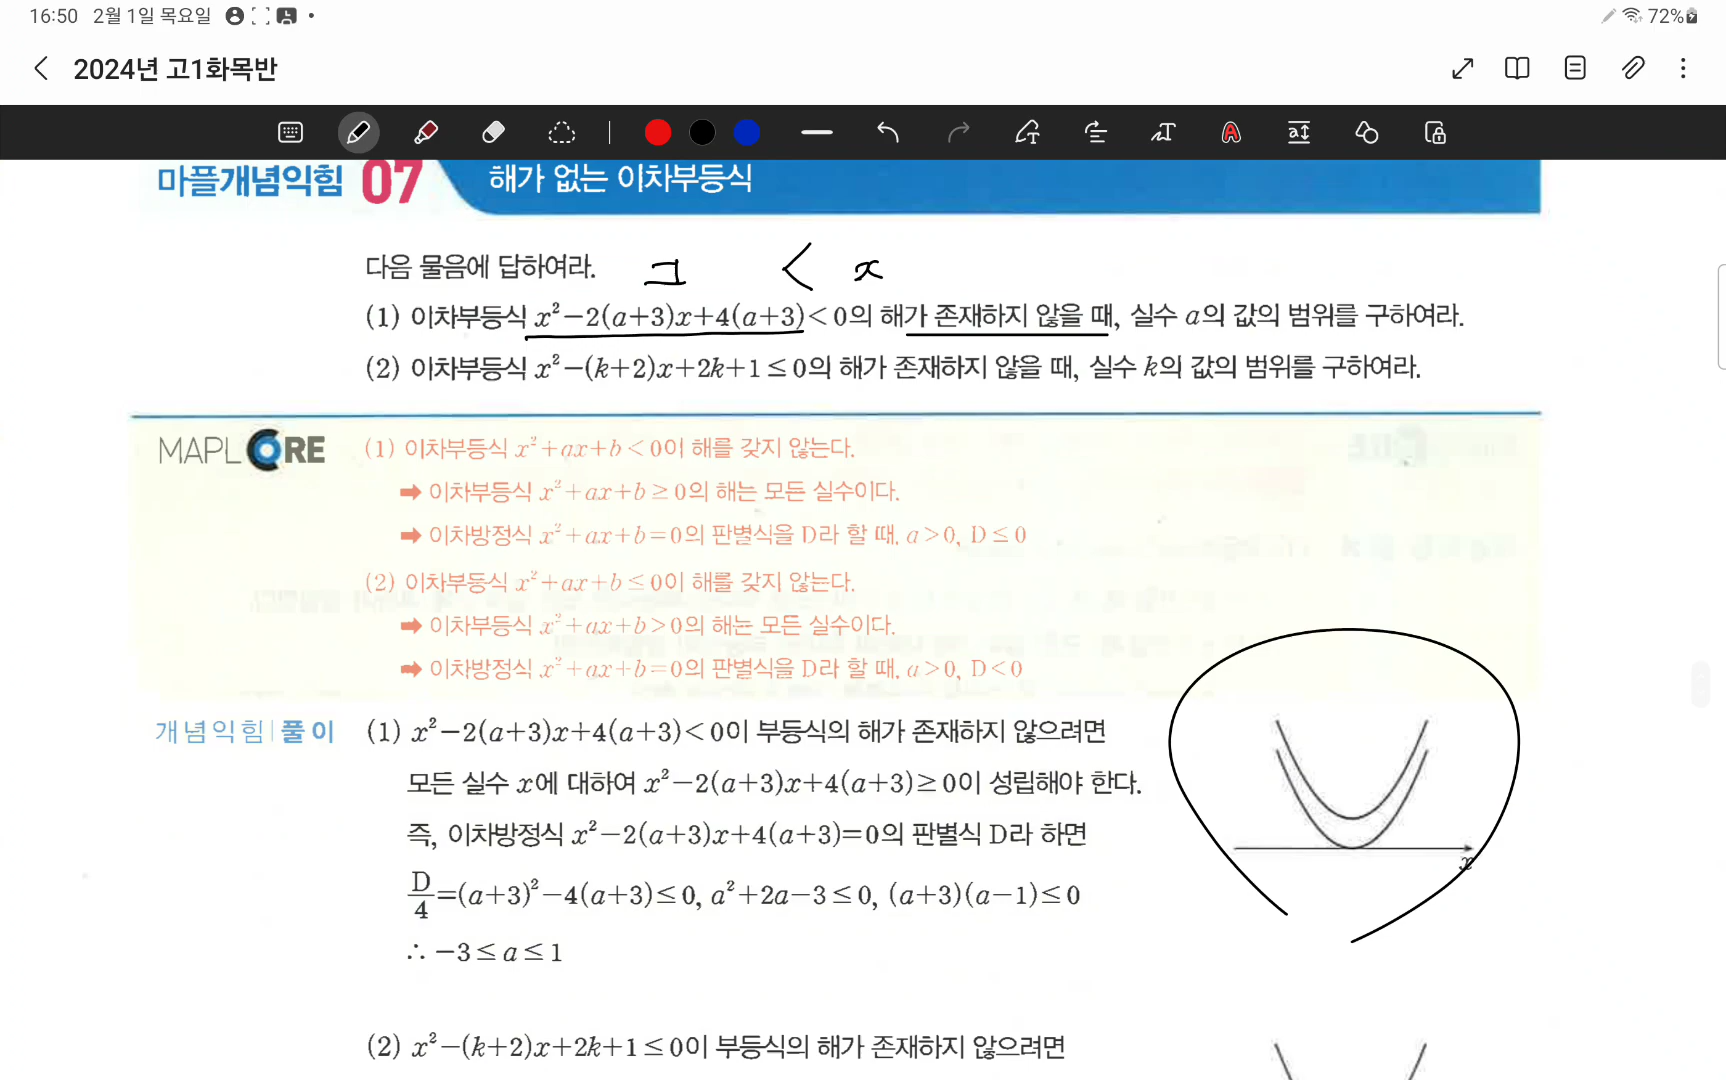 16:50 2월 1일 목요일 72%
2024년 고1화목반
마플개념익힘 07 해가 없는 이차부등식
다음 물음에 답하여라. 그 < x
(1) 이차부등식 x²−2(a+3)x+4(a+3)<0의 해가 존재하지 않을 때, 실수 a의 값의 범위를 구하여라.
(2) 이차부등식 x²−(k+2)x+2k+1≤0의 해가 존재하지 않을 때, 실수 k의 값의 범위를 구하여라.
MAPL CORE (1) 이차부등식 x²+ax+b<0이 해를 갖지 않는다.
➡ 이차부등식 x²+ax+b≥0의 해는 모든 실수이다.
➡ 이차방정식 x²+ax+b=0의 판별식을 D라 할 때, a>0, D≤0
(2) 이차부등식 x²+ax+b≤0이 해를 갖지 않는다.
➡ 이차부등식 x²+ax+b>0의 해는 모든 실수이다.
➡ 이차방정식 x²+ax+b=0의 판별식을 D라 할 때, a>0, D<0
개념익힘|풀이 (1) x²−2(a+3)x+4(a+3)<0이 부등식의 해가 존재하지 않으려면
모든 실수 x에 대하여 x²−2(a+3)x+4(a+3)≥0이 성립해야 한다.
즉, 이차방정식 x²−2(a+3)x+4(a+3)=0의 판별식 D라 하면
x
D/4=(a+3)²−4(a+3)≤0, a²+2a−3≤0, (a+3)(a−1)≤0
∴ −3≤a≤1
(2) x²−(k+2)x+2k+1≤0이 부등식의 해가 존재하지 않으려면